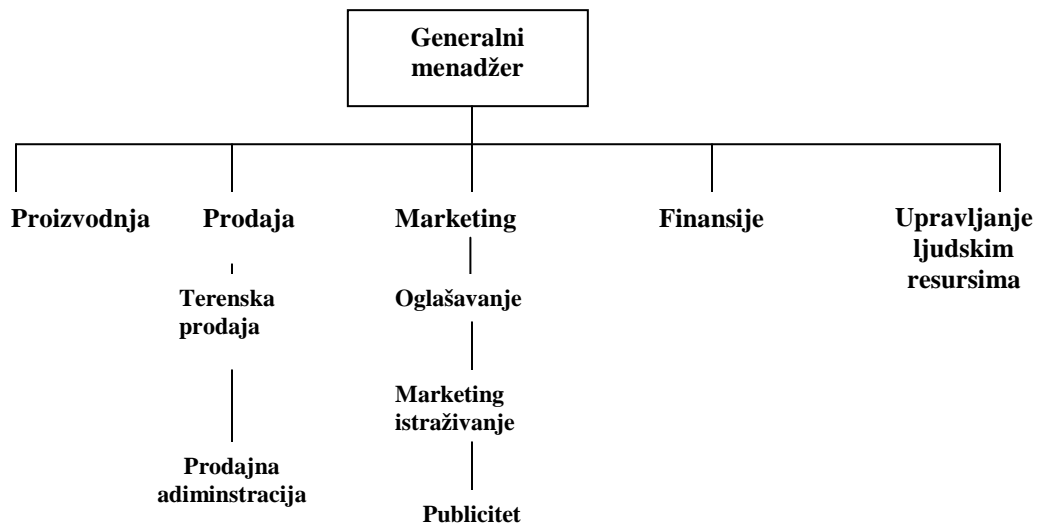 Generalni
menadžer
Proizvodnja
Prodaja
Marketing
Finansije
Upravljanje
ljudskim
resursima
Terenska
prodaja
Oglašavanje
Marketing
istraživanje
Prodajna
adiminstracija
Publicitet